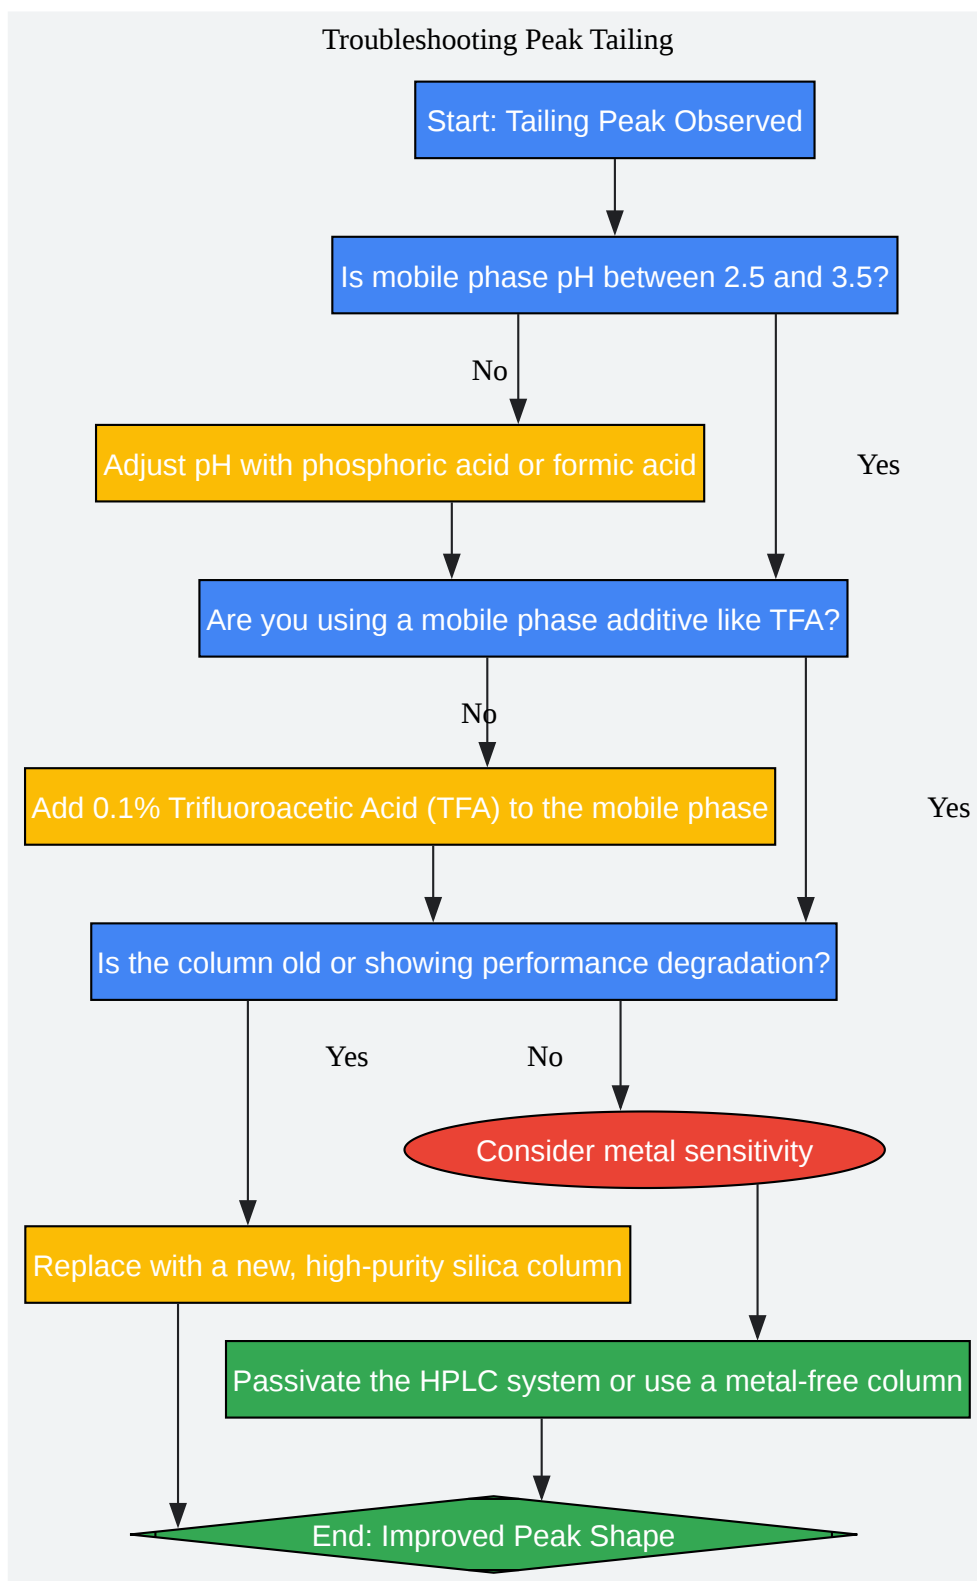 Troubleshooting Peak Tailing
Start: Tailing Peak Observed
Is mobile phase pH between 2.5 and 3.5?
No
Adjust pH with phosphoric acid or formic acid
Yes
Are you using a mobile phase additive like TFA?
No
Add 0.1% Trifluoroacetic Acid (TFA) to the mobile phase
Yes
Is the column old or showing performance degradation?
Yes
No
Consider metal sensitivity
Replace with a new, high-purity silica column
Passivate the HPLC system or use a metal-free column
End: Improved Peak Shape